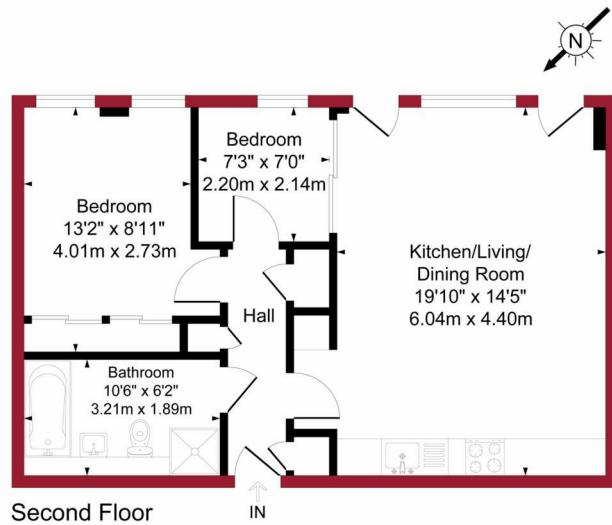 N
Bedroom
7'3" x 7'0"
2.20m x 2.14m
Bedroom
13'2" x 8'11"
4.01m x 2.73m
Kitchen/Living/
Dining Room
19'10" x 14'5"
6.04m x 4.40m
Hall
Bathroom
10'6" x 6'2"
3.21m x 1.89m
Second Floor
IN